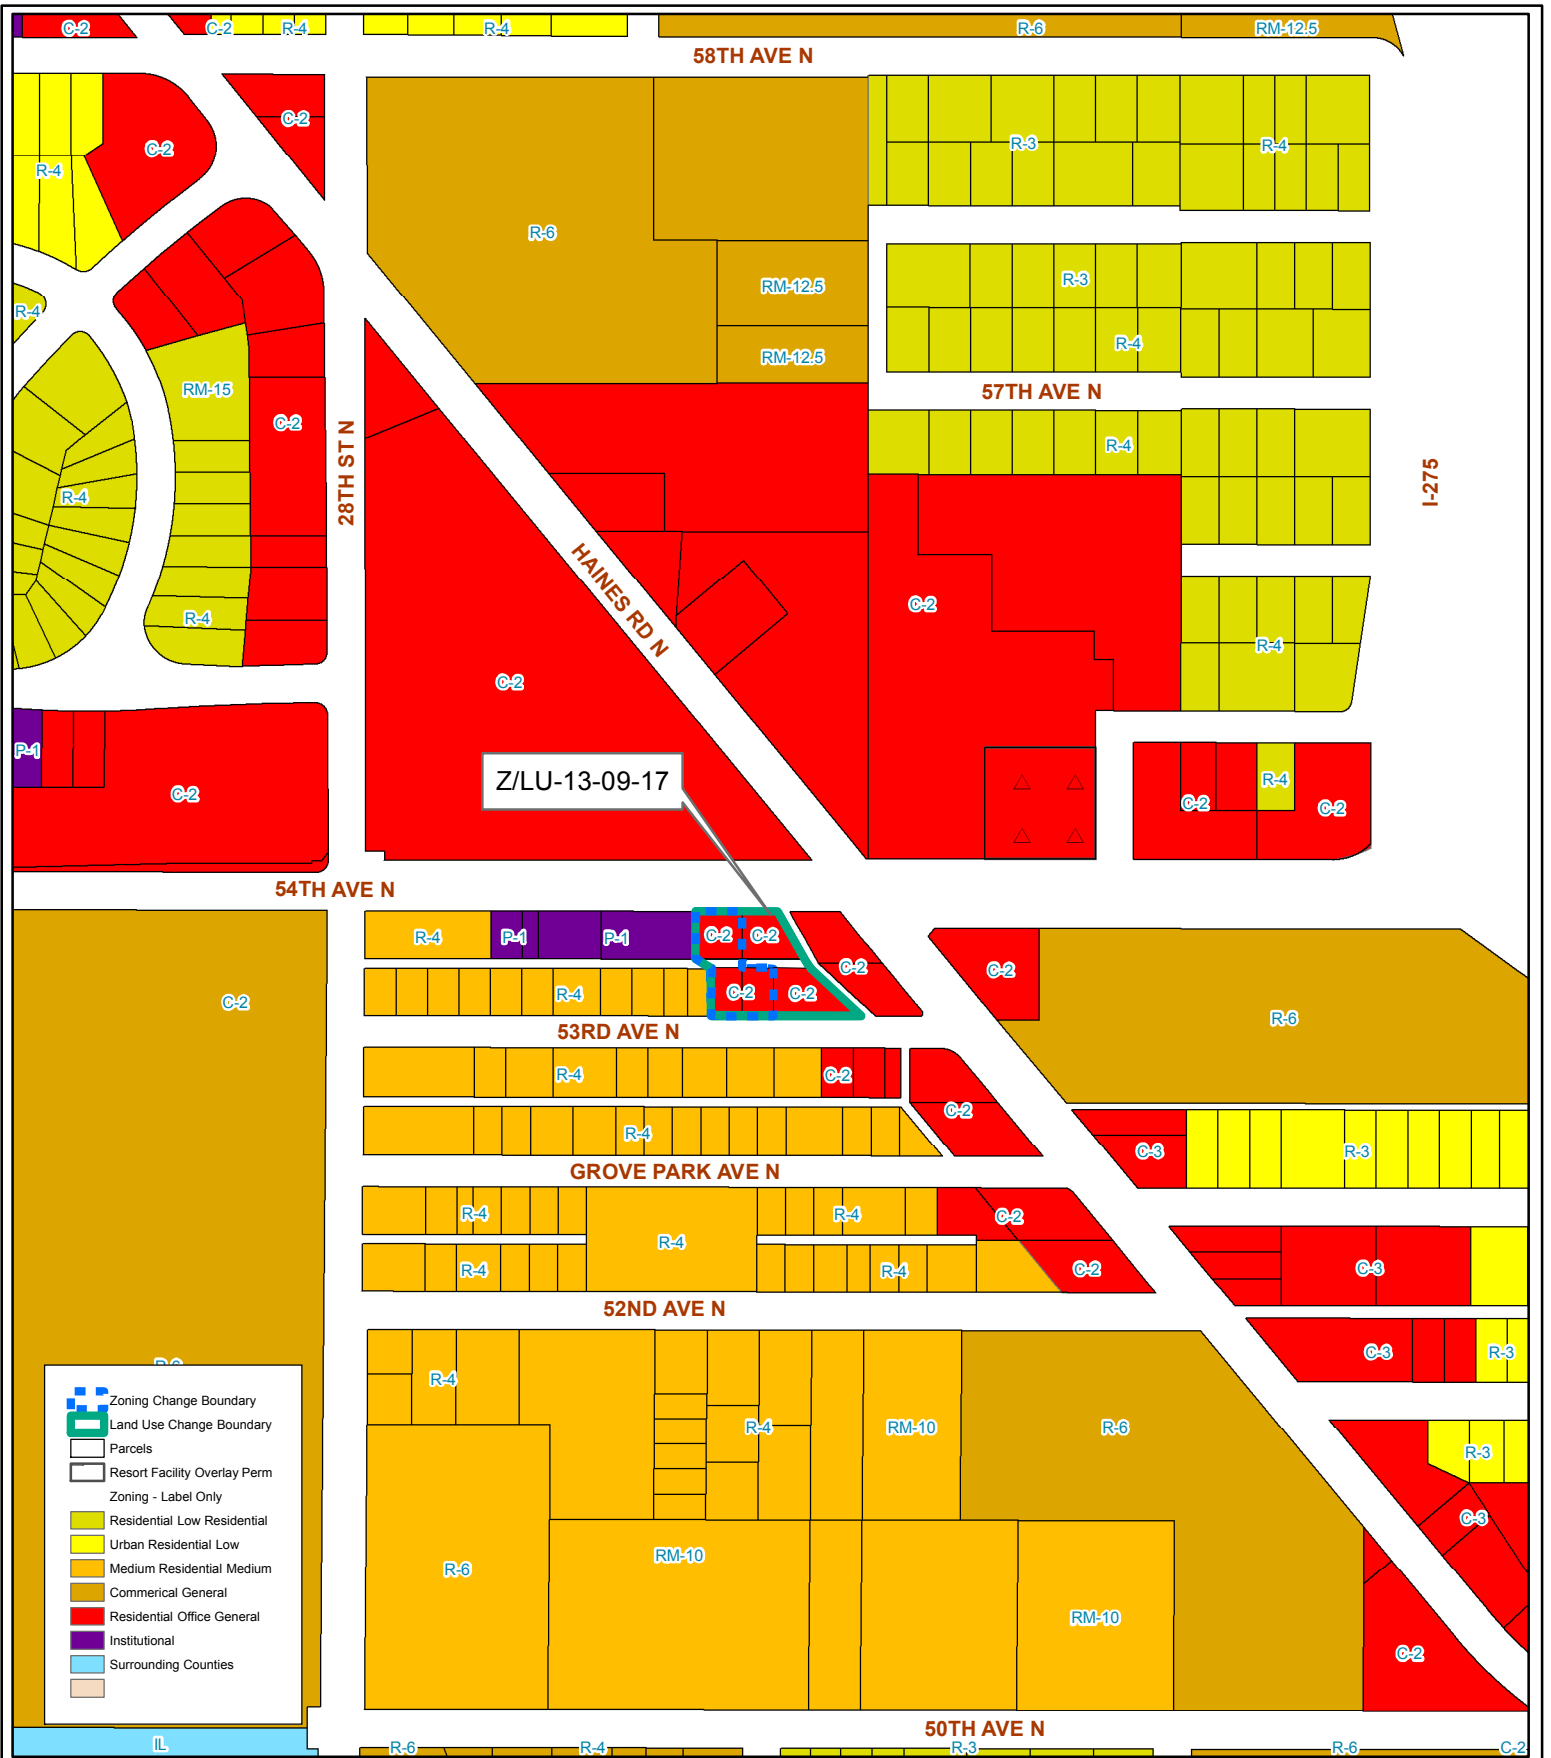 C-2
C-2
R-4
R-4
R-6
RM-12.5
58TH AVE N
C-2
C-2
R-4
R-3
R-4
R-6
RM-12.5
R-3
R-4
RM-12.5
R-4
RM-15
57TH AVE N
C-2
R-4
28TH ST N
I-275
R-4
HAINES RD N
C-2
R-4
R-4
C-2
P-1
C-2
Z/LU-13-09-17
R-4
C-2
C-2
54TH AVE N
R-4
P-1
P-1
C-2
C-2
C-2
C-2
C-2
R-4
C-2
C-2
R-6
53RD AVE N
R-4
C-2
C-2
R-4
C-3
R-3
GROVE PARK AVE N
R-4
R-4
C-2
R-4
R-4
R-4
C-2
C-3
52ND AVE N
R-6
R-4
C-3
R-3
R-4
RM-10
R-6
R-3
C-3
R-6
RM-10
RM-10
C-2
Zoning Change Boundary
Land Use Change Boundary
Parcels
Resort Facility Overlay Perm
Zoning - Label Only
Residential Low Residential
Urban Residential Low
Medium Residential Medium
Commerical General
Residential Office General
Institutional
Surrounding Counties
50TH AVE N
IL
R-6
R-4
R-3
R-6
C-2